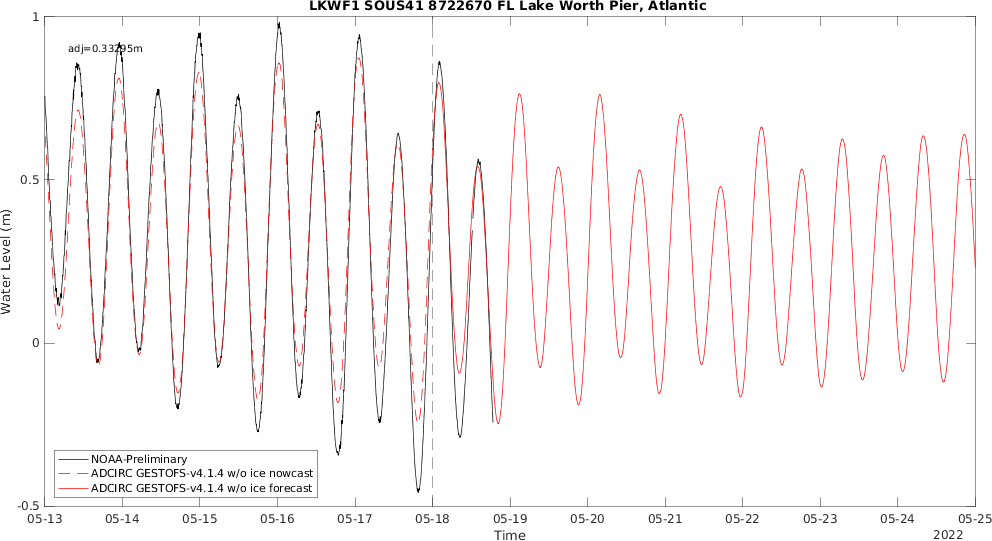 LKWF1 SOUS41 8722670 FL Lake Worth Pier, Atlantic
adj=0.33295m
1
0.5
0
-0.5
Water Level (m)
NOAA-Preliminary
ADCIRC GESTOFS-v4.1.4 w/o ice nowcast
ADCIRC GESTOFS-v4.1.4 w/o ice forecast
05-13 05-14 05-15 05-16 05-17 05-18 05-19 05-20 05-21 05-22 05-23 05-24 05-25
Time
2022